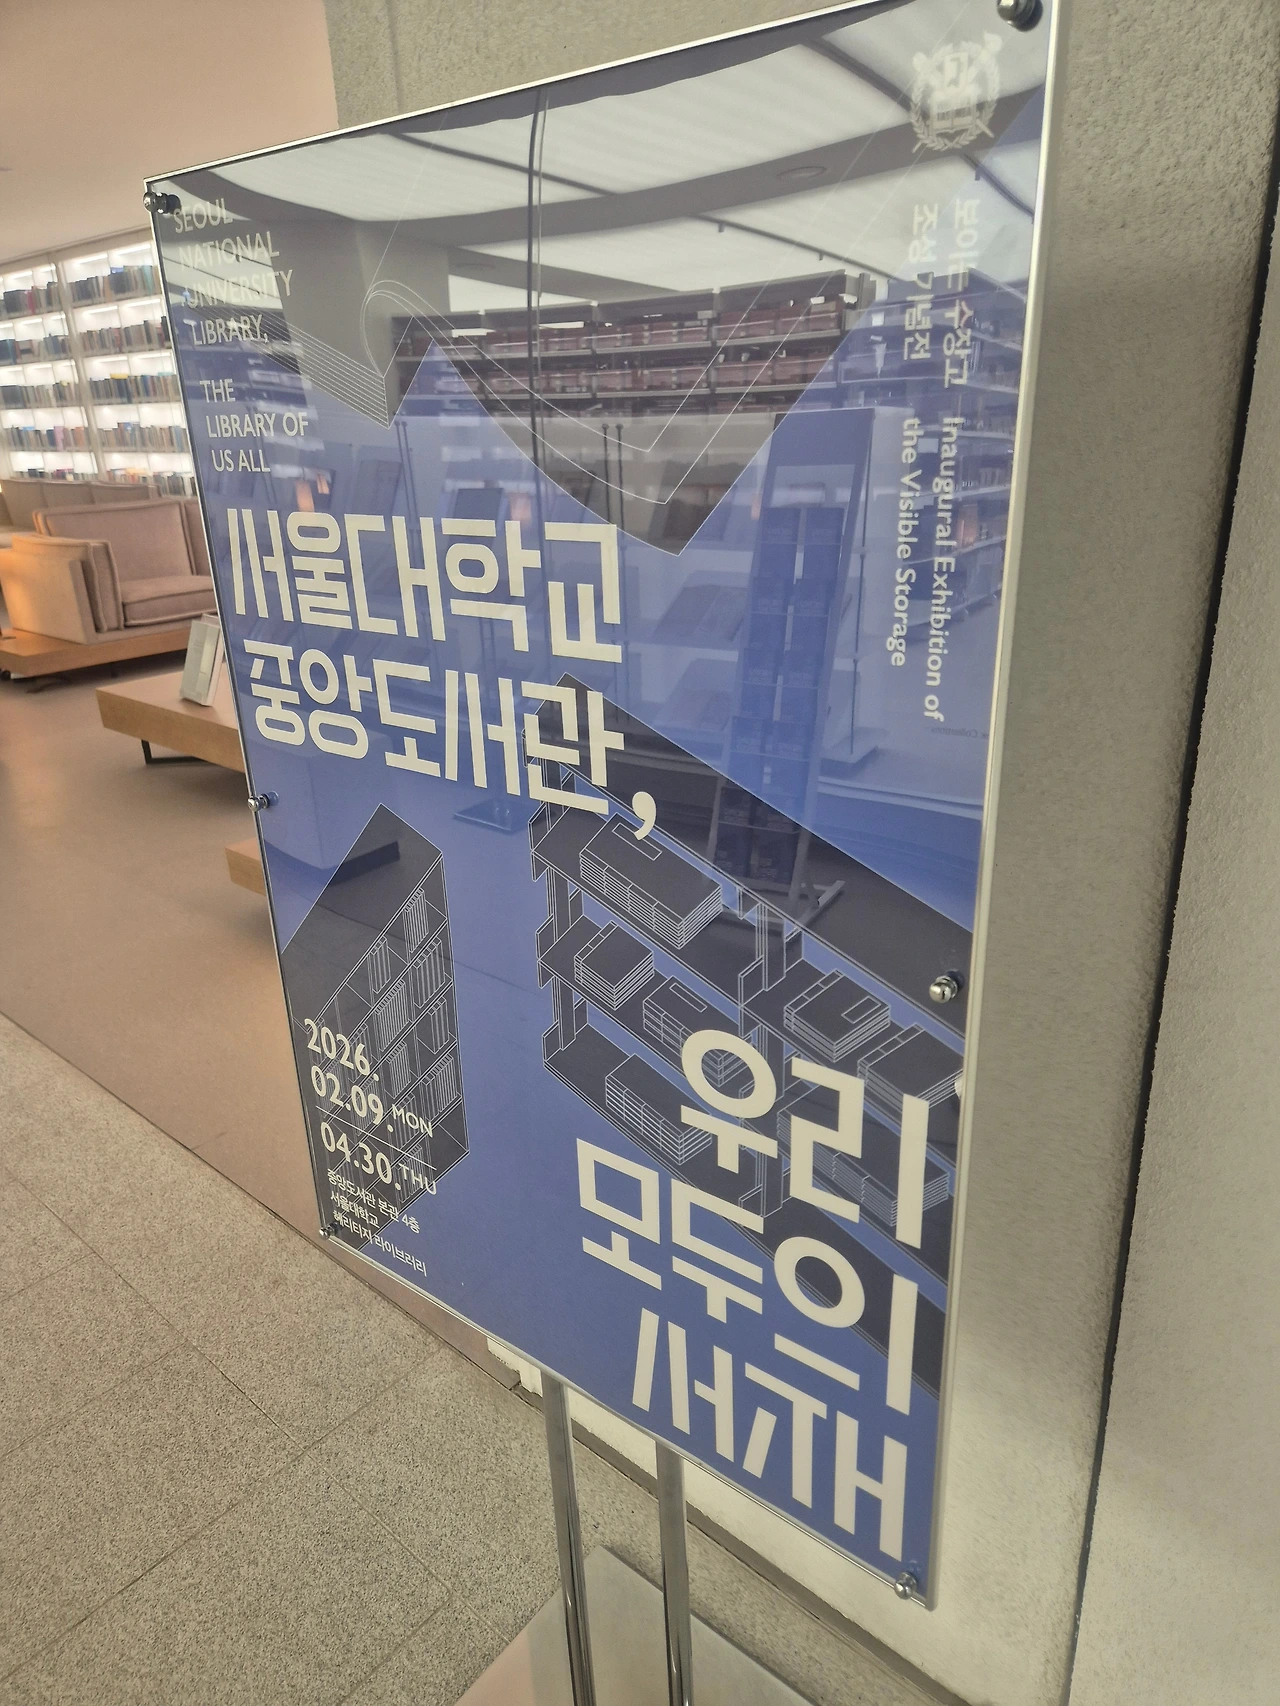 SEOUL
NATIONAL
UNIVERSITY
LIBRARY,
THE
LIBRARY OF
US ALL
보이는 수장고
조성 기념전
Inaugural Exhibition of
the Visible Storage
서울대학교
중앙도서관,
2026.
02.09.MON
04.30.THU
중앙도서관 본관 4층
서울대학교
헤리티지 라이브러리
우리
모두의
서재